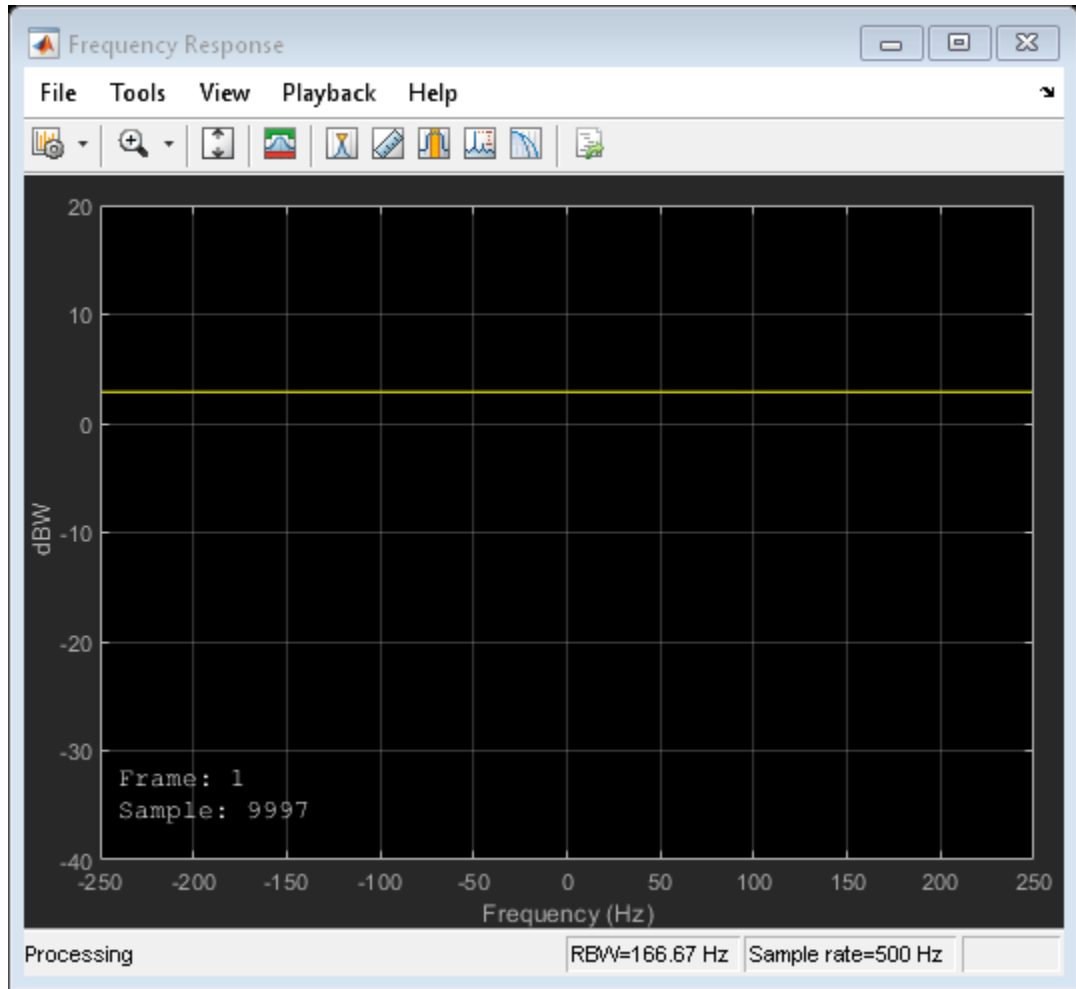 Frequency Response
File Tools View Playback Help
20
10
0
-10
-20
-30
-40
dBW
Frame: 1
Sample: 9997
-250 -200 -150 -100 -50 0 50 100 150 200 250
Frequency (Hz)
Processing RBW=166.67 Hz Sample rate=500 Hz